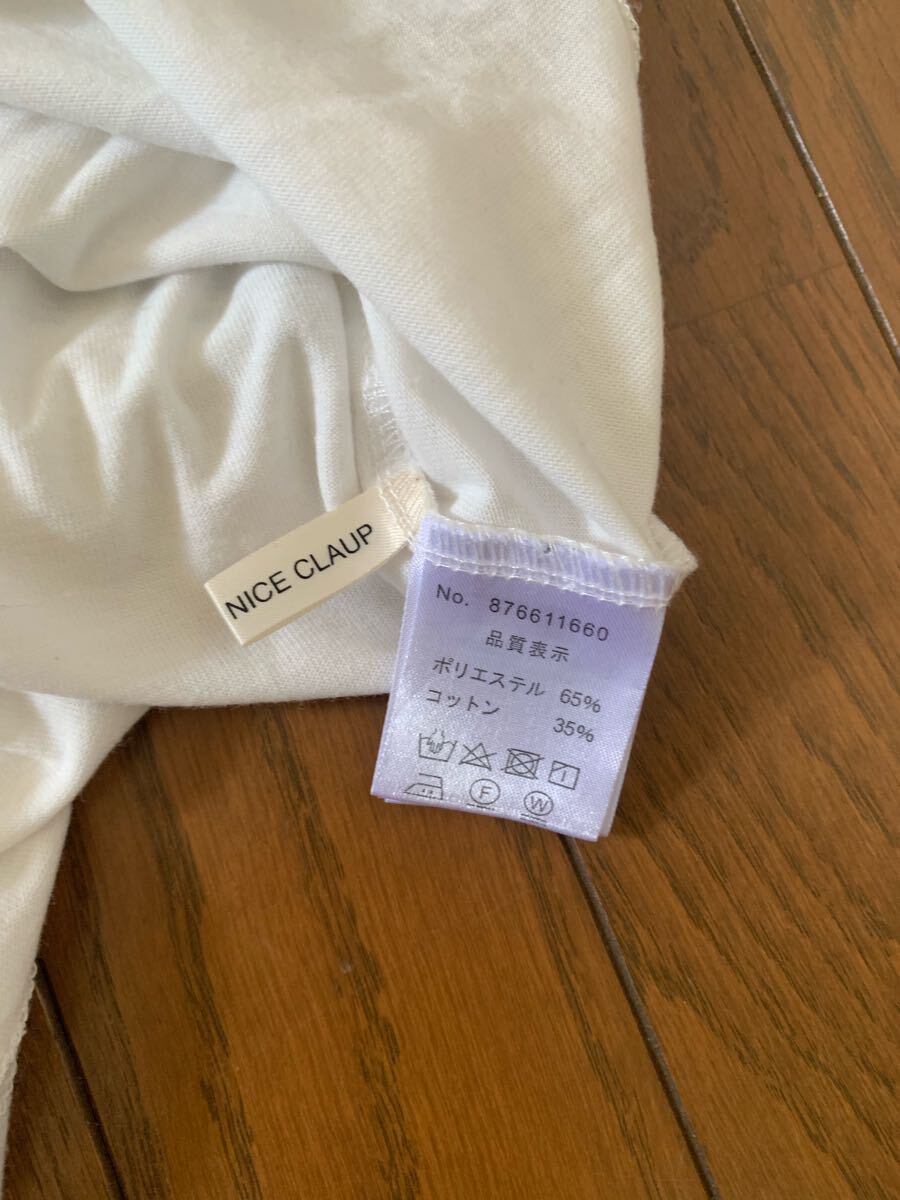 NICE CLAUP
No. 876611660
品質表示
ポリエステル 65%
コットン 35%
F
W